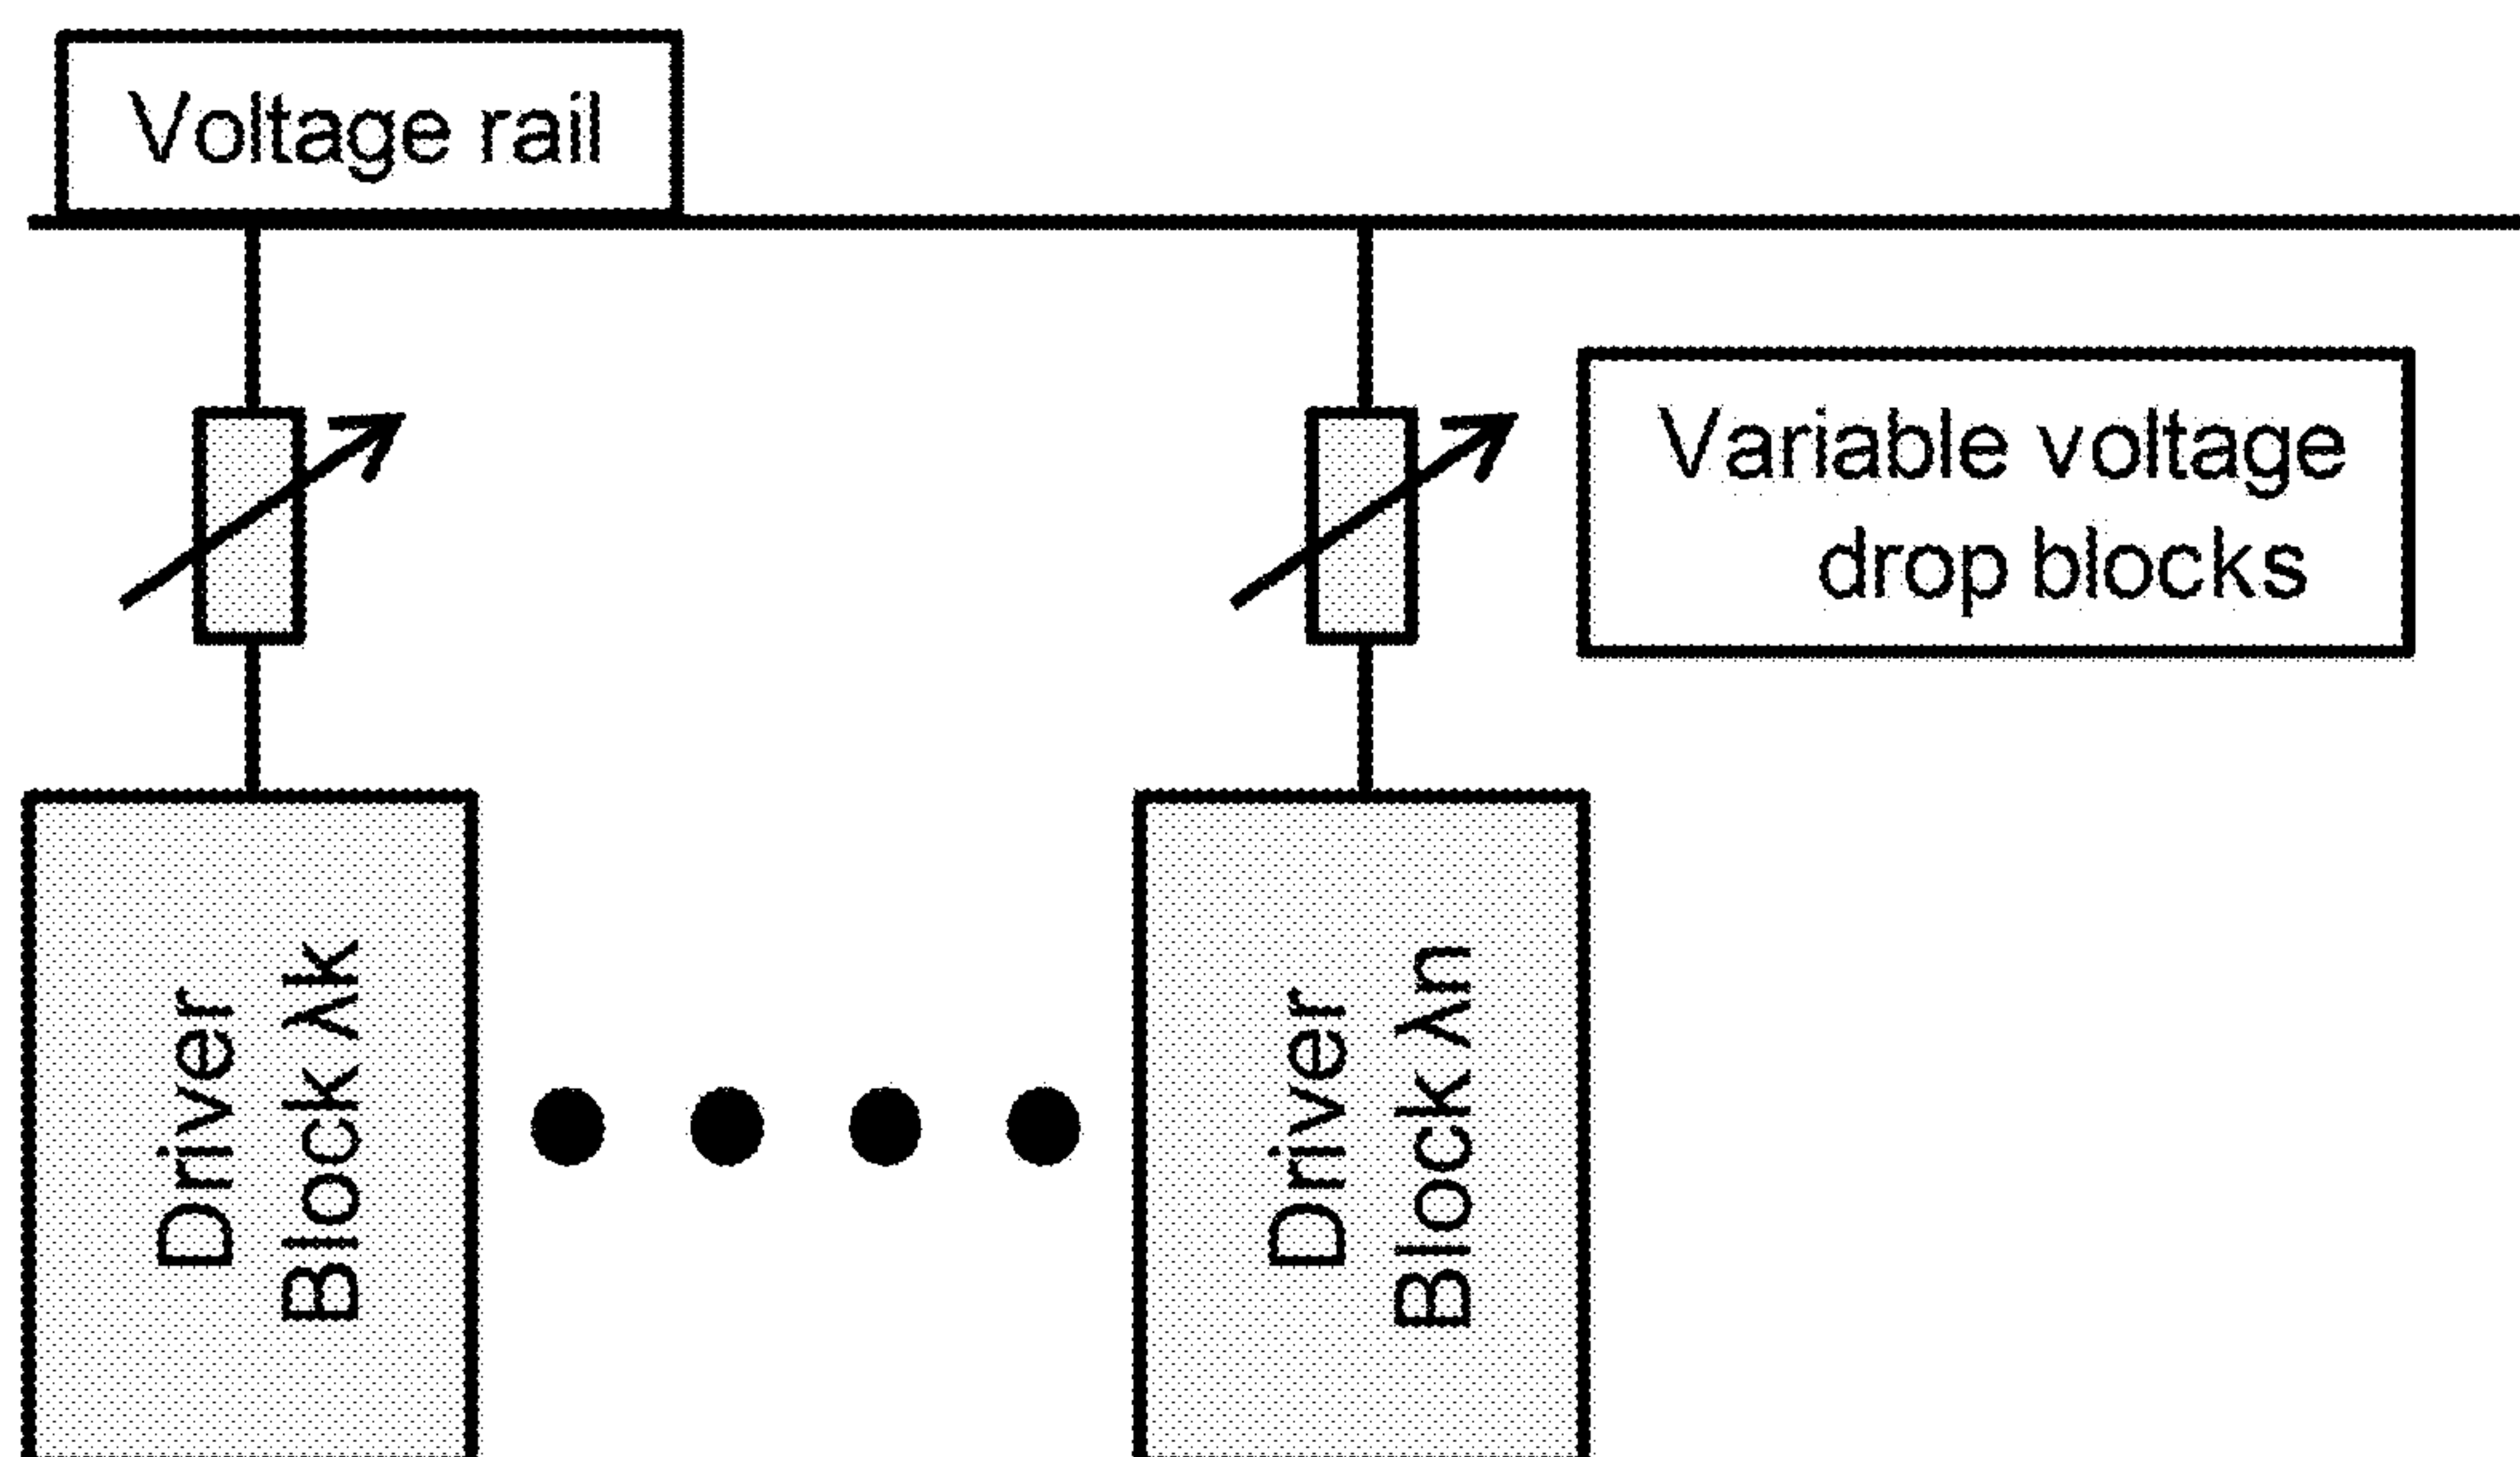 Voltage rail
Variable voltage
drop blocks
Driver
Block λk
Driver
Block λn